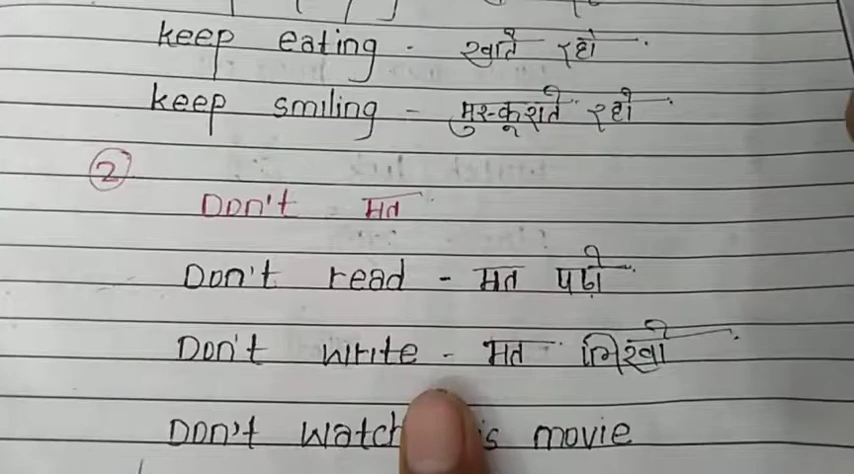 keep eating - खाते रहो
keep smiling - मुस्कूराते रहो
2
Don't मत
Don't read - मत पढ़ो
Don't write - मत लिखो
Don't watch movie